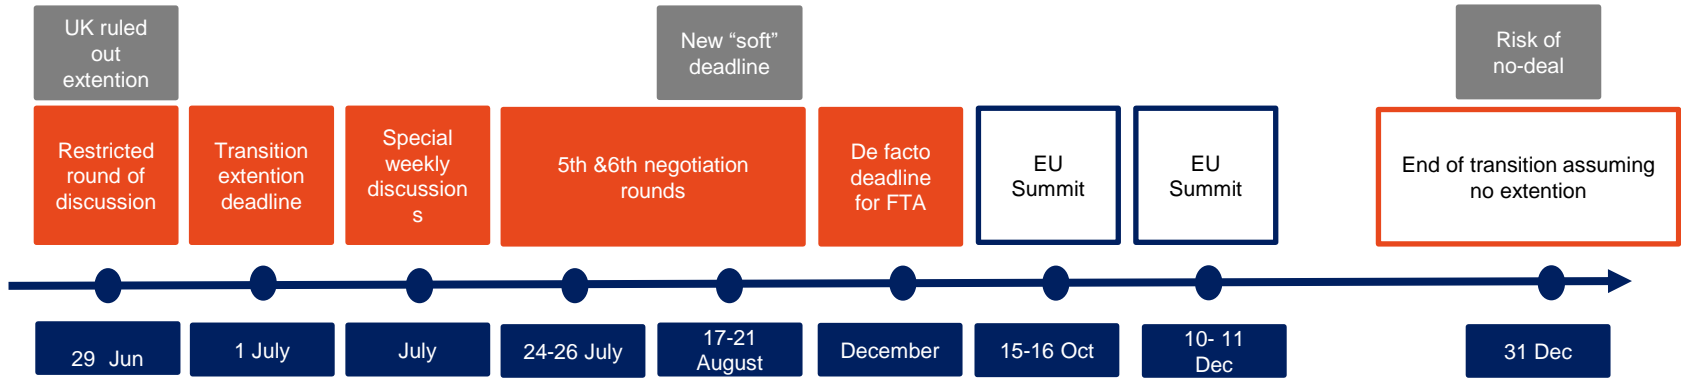 UK ruled
out
extention
New “soft”
deadline
Risk of
no-deal
Restricted
round of
discussion
Transition
extention
deadline
Special
weekly
discussion
s
5th &6th negotiation
rounds
De facto
deadline
for FTA
EU
Summit
EU
Summit
End of transition assuming
no extention
29 Jun
1 July
July
24-26 July
17-21
August
December
15-16 Oct
10- 11
Dec
31 Dec